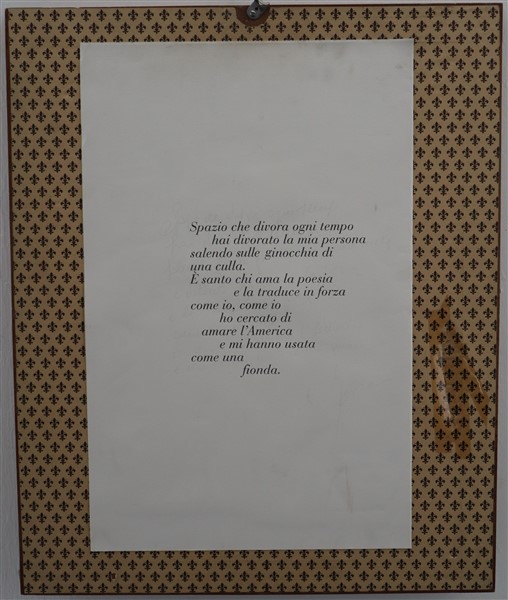 Spazio che divora ogni tempo
hai divorato la mia persona
salendo sulle ginocchia di
una culla.
È santo chi ama la poesia
e la traduce in forza
come io, come io
ho cercato di
amare l'America
e mi hanno usata
come una
fionda.